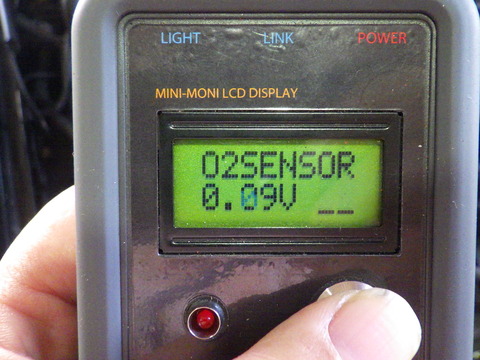 LIGHT LINK POWER
MINI-MONI LCD DISPLAY
O2SENSOR
0.09V __